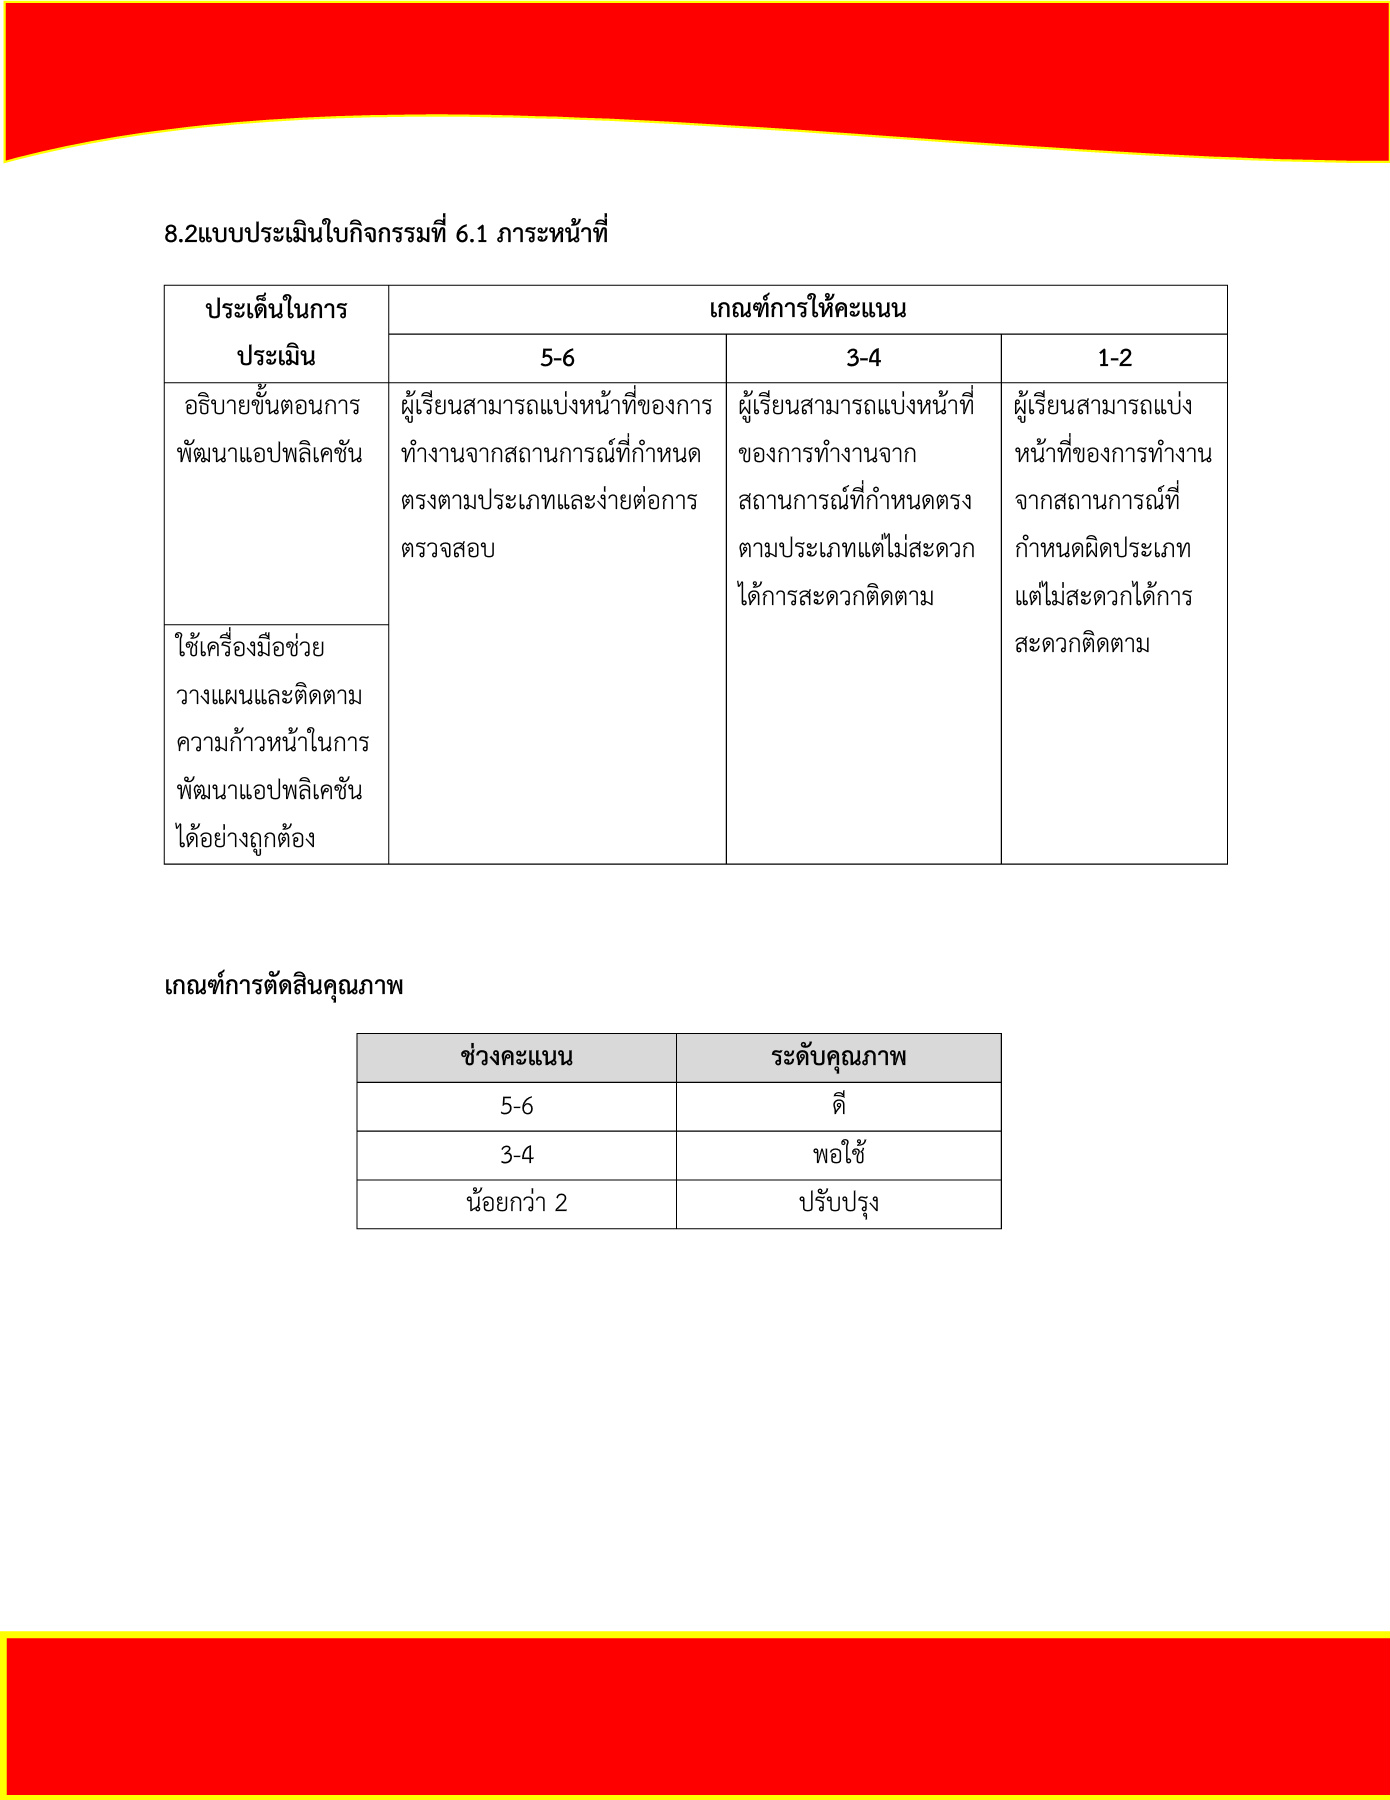 8.2แบบประเมินใบกิจกรรมที่ 6.1 ภาระหน้าที่
ประเด็นในการ
ประเมิน
เกณฑ์การให้คะแนน
5-6
3-4
1-2
อธิบายขั้นตอนการ
พัฒนาแอปพลิเคชัน
ผู้เรียนสามารถแบ่งหน้าที่ของการ
ทำงานจากสถานการณ์ที่กำหนด
ตรงตามประเภทและง่ายต่อการ
ตรวจสอบ
ผู้เรียนสามารถแบ่งหน้าที่
ของการทำงานจาก
สถานการณ์ที่กำหนดตรง
ตามประเภทแต่ไม่สะดวก
ได้การสะดวกติดตาม
ผู้เรียนสามารถแบ่ง
หน้าที่ของการทำงาน
จากสถานการณ์ที่
กำหนดผิดประเภท
แต่ไม่สะดวกได้การ
สะดวกติดตาม
ใช้เครื่องมือช่วย
วางแผนและติดตาม
ความก้าวหน้าในการ
พัฒนาแอปพลิเคชัน
ได้อย่างถูกต้อง
เกณฑ์การตัดสินคุณภาพ
ช่วงคะแนน
ระดับคุณภาพ
5-6
ดี
3-4
พอใช้
น้อยกว่า 2
ปรับปรุง